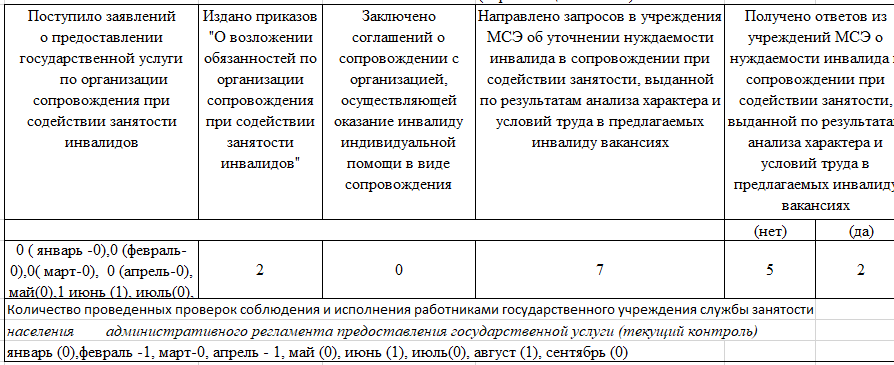 Поступило заявлений
о предоставлении
государственной услуги
по организации
сопровождения при
содействии занятости
инвалидов
Издано приказов
"О возложении
обязанностей по
организации
сопровождения
при содействии
занятости
инвалидов"
Заключено
соглашений о
сопровождении с
организацией,
осуществляющей
оказание инвалиду
индивидуальной
помощи в виде
сопровождения
Направлено запросов в учреждения
МСЭ об уточнении нуждаемости
инвалида в сопровождении при
содействии занятости, выданной
по результатам анализа характера и
условий труда в предлагаемых
инвалиду вакансиях
Получено ответов из
учреждений МСЭ о
нуждаемости инвалида
сопровождении при
содействии занятости,
выданной по результата
анализа характера и
условий труда в
предлагаемых инвалиду
вакансиях
(нет) (да)
0 ( январь -0),0 (февраль-
0),0( март-0), 0 (апрель-0),
май(0),1 июнь (1), июль(0),
2 0 7 5 2
Количество проведенных проверок соблюдения и исполнения работниками государственного учреждения службы занятости
населения административного регламента предоставления государственной услуги (текущий контроль)
январь (0),февраль -1, март-0, апрель - 1, май (0), июнь (1), июль(0), август (1), сентябрь (0)